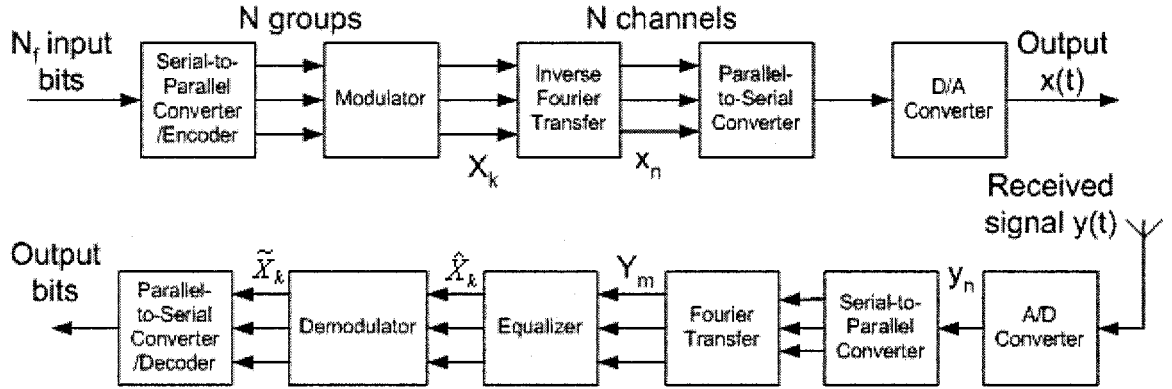 N groups
N channels
N_f input
bits
Serial-to-
Parallel
Converter
/Encoder
Modulator
Inverse
Fourier
Transfer
Parallel-
to-Serial
Converter
D/A
Converter
Output
x(t)
X_k
x_n
Received
signal y(t)
Output
bits
Parallel-
to-Serial
Converter
/Decoder
X̃_k
Demodulator
X̂_k
Equalizer
Y_m
Fourier
Transfer
Serial-to-
Parallel
Converter
y_n
A/D
Converter